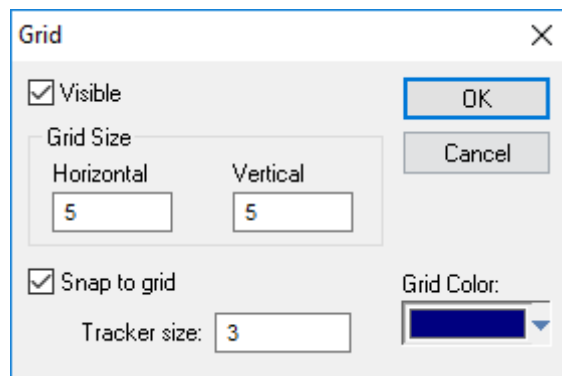 Grid
Visible
OK
Grid Size
Cancel
Horizontal Vertical
5 5
Snap to grid
Grid Color:
Tracker size: 3